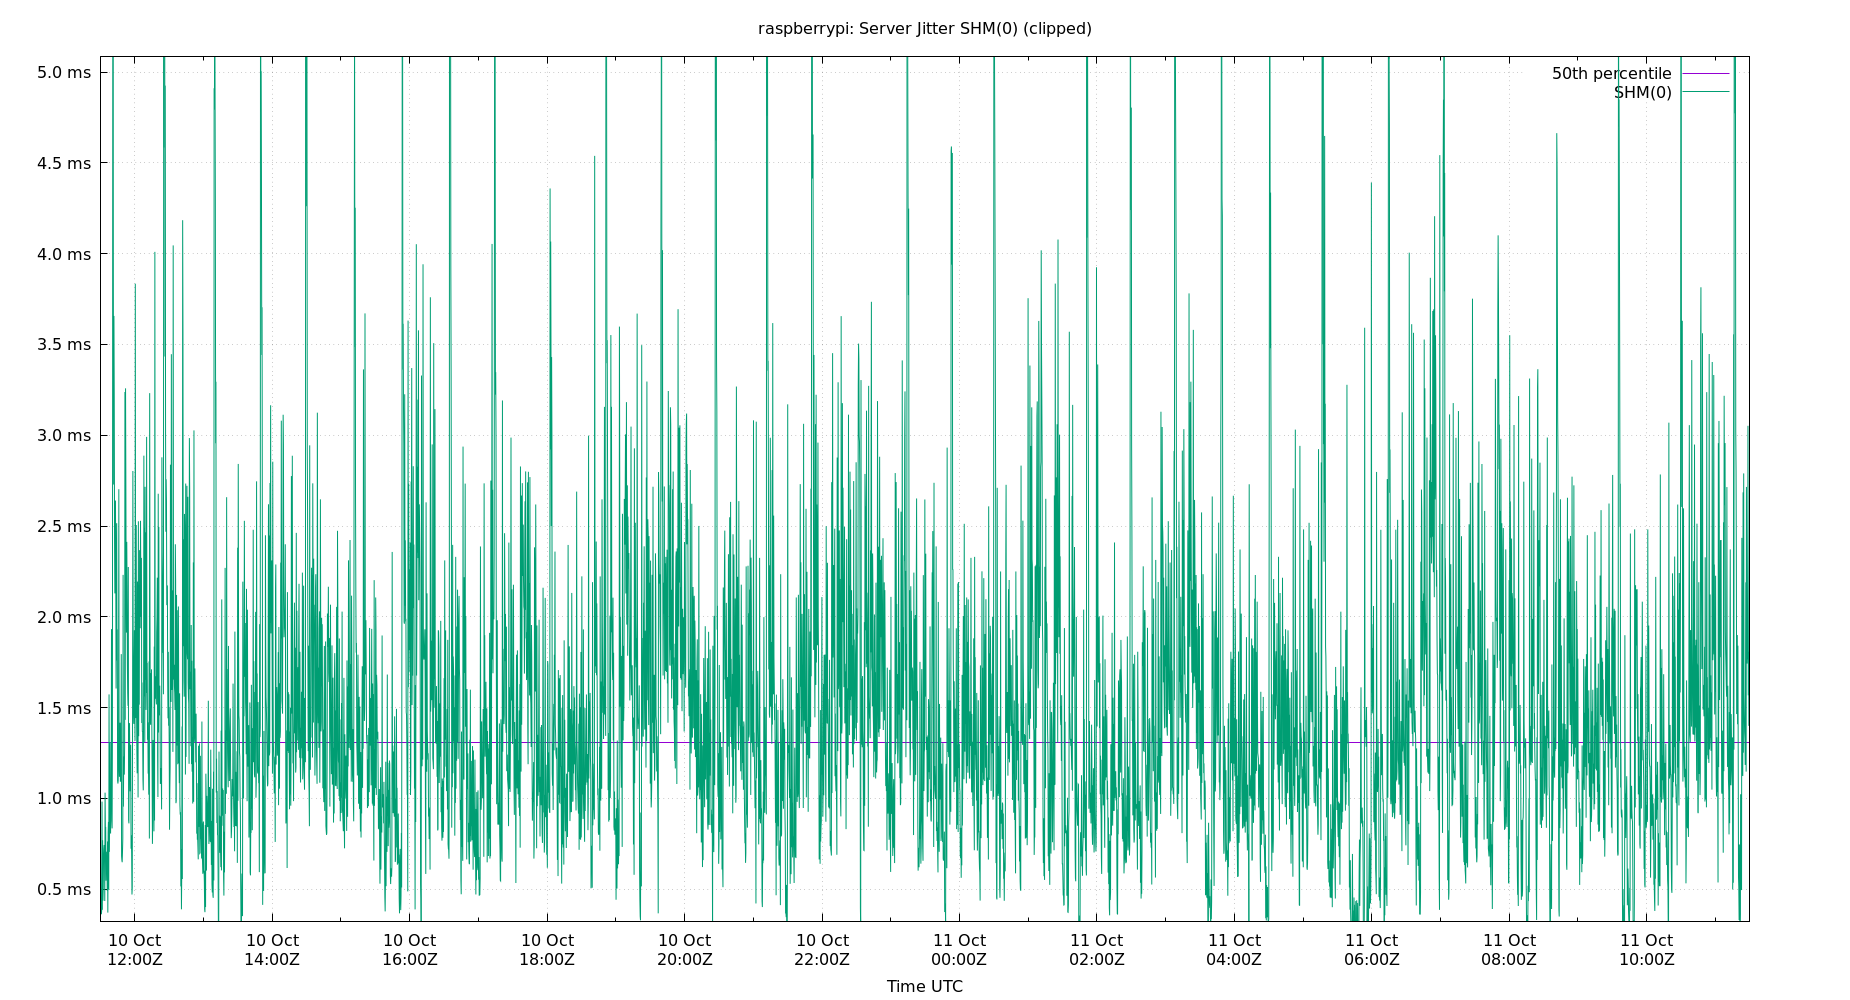 raspberrypi: Server Jitter SHM(0) (clipped)
5.0 ms
4.5 ms
4.0 ms
3.5 ms
3.0 ms
2.5 ms
2.0 ms
1.5 ms
1.0 ms
0.5 ms
50th percentile
SHM(0)
10 Oct 10 Oct 10 Oct 10 Oct 10 Oct 10 Oct 11 Oct 11 Oct 11 Oct 11 Oct 11 Oct 11 Oct
12:00Z 14:00Z 16:00Z 18:00Z 20:00Z 22:00Z 00:00Z 02:00Z 04:00Z 06:00Z 08:00Z 10:00Z
Time UTC